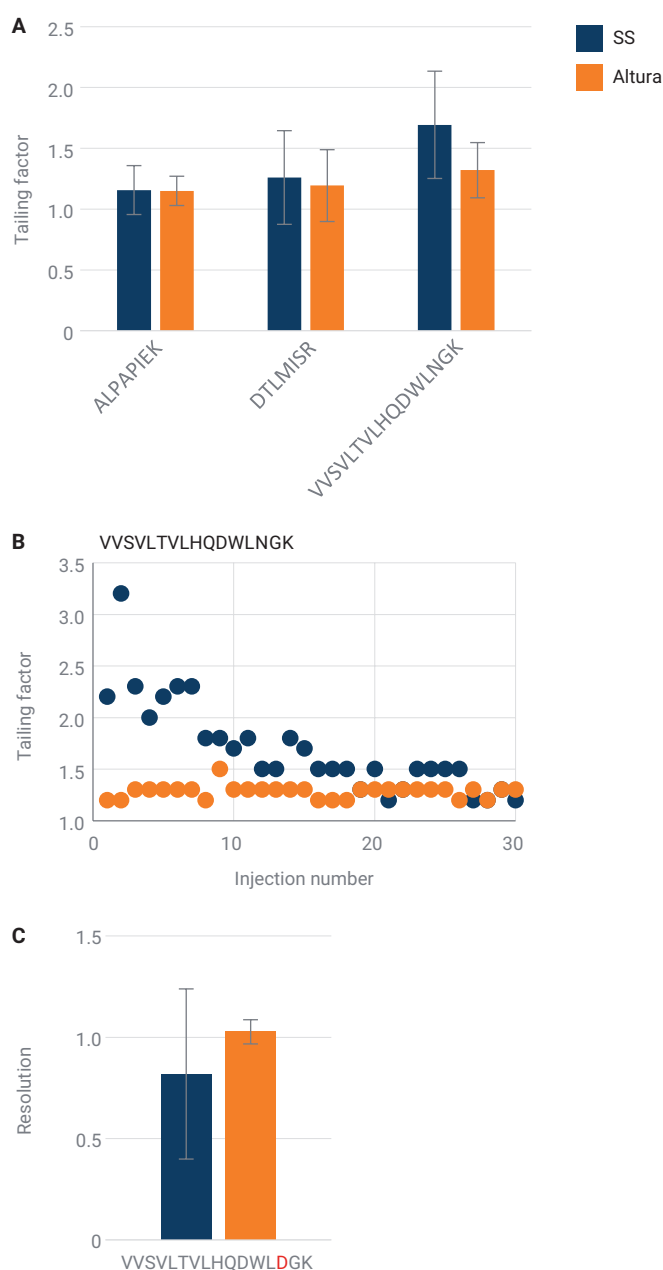 A
2.5
2.0
1.5
1.0
0.5
0
Tailing factor
SS
Altura
ALPAPIEK
DTLMISR
VVSVLTVLHQDWLNGK
B
VVSVLTVLHQDWLNGK
3.5
3.0
2.5
2.0
1.5
1.0
Tailing factor
0 10 20 30
Injection number
C
1.5
1.0
0.5
0
Resolution
VVSVLTVLHQDWLDGK